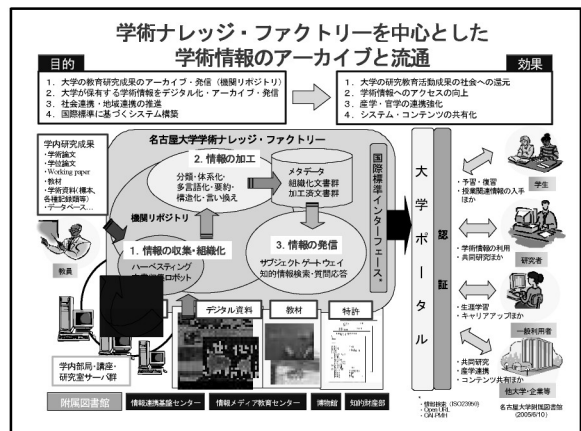 学術ナレッジ・ファクトリーを中心とした
学術情報のアーカイブと流通
目的
1. 大学の教育研究成果のアーカイブ・発信(機関リポジトリ)
2. 大学が保有する学術情報をデジタル化・アーカイブ・発信
3. 社会連携・地域連携の推進
4. 国際標準に基づくシステム構築
効果
1. 大学の研究教育活動成果の社会への還元
2. 学術情報へのアクセスの向上
3. 産学・官学の連携強化
4. システム・コンテンツの共有化
学内研究成果
・学術論文
・学位論文
・Working paper
・教材
・学術資料(標本、
各種記録類等)
・データベース…
教員
学内部局・講座・
研究室サーバ群
名古屋大学学術ナレッジ・ファクトリー
2. 情報の加工
分類・体系化
多言語化・要約
構造化・言い換え
メタデータ
組織化文書群
加工済文書群
機関リポジトリ
1. 情報の収集・組織化
ハーベスティング
ロボット
3. 情報の発信
サブジェクトゲートウェイ
知的情報検索・質問応答
国際標準インターフェース*
デジタル資料
教材
特許
附属図書館
情報連携基盤センター
情報メディア教育センター
博物館
知的財産部
大学ポータル
認証
・予習・復習
・授業関連情報の入手
ほか
学生
・学術情報の利用
・共同研究ほか
研究者
・生涯学習
・キャリアアップほか
一般利用者
・共同研究
・産学連携
・コンテンツ共有ほか
他大学・企業等
*
・情報検索(ISO23950)
・Open URL
・OAI-PMH
名古屋大学附属図書館
(2005/6/10)